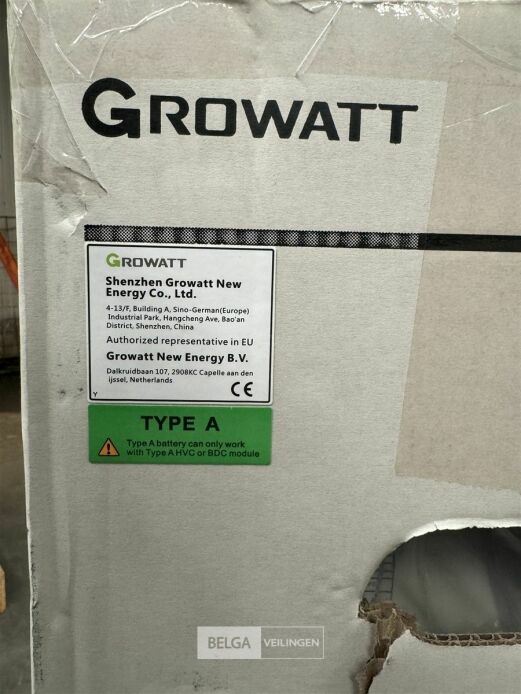 GROWATT
GROWATT
Shenzhen Growatt New
Energy Co., Ltd.
4-13/F, Building A, Sino-German(Europe)
Industrial Park, Hangcheng Ave, Bao'an
District, Shenzhen, China
Authorized representative in EU
Growatt New Energy B.V.
Dalkruidbaan 107, 2908KC Capelle aan den
ijssel, Netherlands
Y
CE
TYPE A
Type A battery can only work
with Type A HVC or BDC module
BELGA VEILINGEN